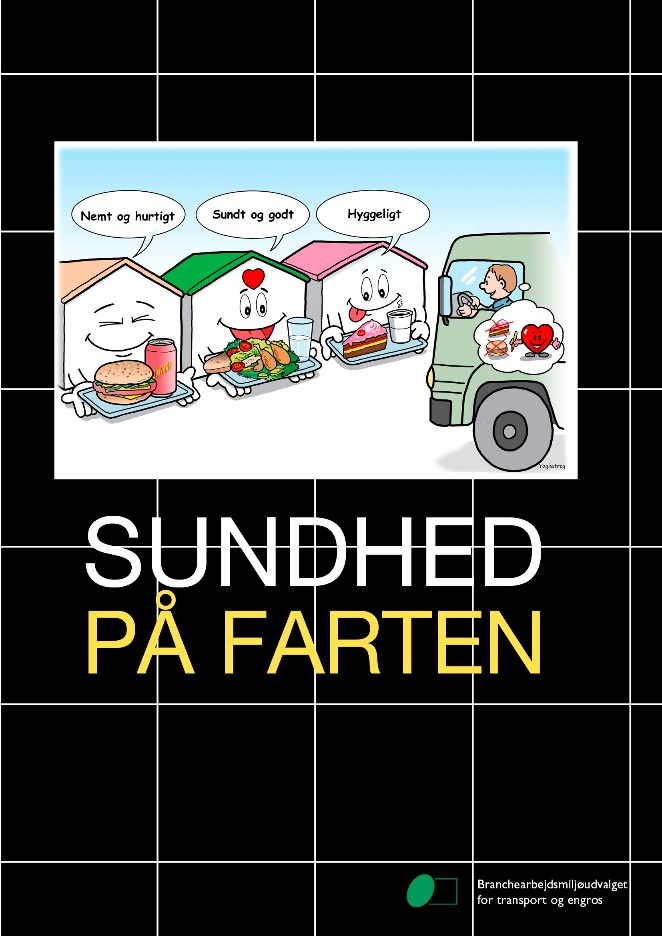 Nemt og hurtigt
Sundt og godt
Hyggeligt
SUNDHED
PÅ FARTEN
Branchearbejdsmiljøudvalget
for transport og engros